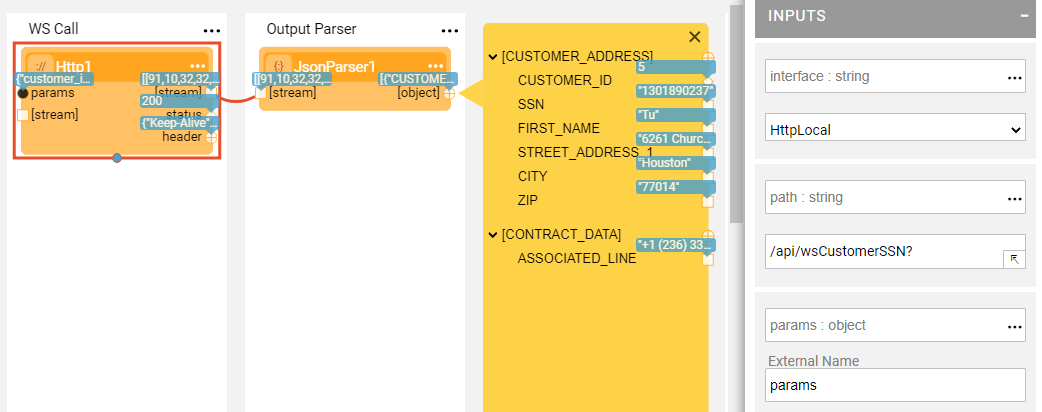 WS Call
Http1
{"customer_i...
[[91,10,32,32,...
params
[stream]
200
[stream]
status
{"Keep-Alive"...
header
Output Parser
JsonParser1
[[91,10,32,32,...
[{"CUSTOME...
[stream]
[object]
[CUSTOMER_ADDRESS]
5
CUSTOMER_ID
"1301890237"
SSN
"Tu"
FIRST_NAME
"6261 Churc...
STREET_ADDRESS_1
"Houston"
CITY
"77014"
ZIP
[CONTRACT_DATA]
"+1 (236) 33...
ASSOCIATED_LINE
INPUTS
interface : string
HttpLocal
path : string
/api/wsCustomerSSN?
params : object
External Name
params